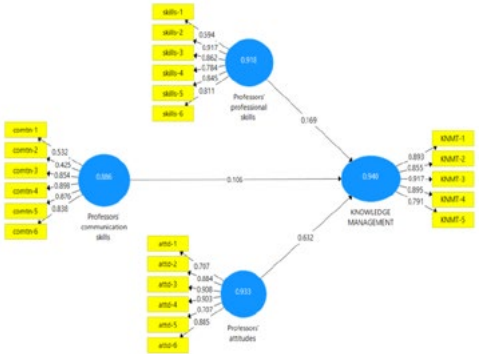 skills-1
skills-2
skills-3
skills-4
skills-5
skills-6
0.594
0.917
0.862
0.784
0.845
0.811
0.910
Professors'
professional
skills
0.169
comtn-1
comtn-2
comtn-3
comtn-4
comtn-5
comtn-6
0.532
0.425
0.854
0.898
0.876
0.838
0.886
Professors'
communication
skills
0.106
KNMT-1
KNMT-2
KNMT-3
KNMT-4
KNMT-5
0.893
0.855
0.917
0.895
0.791
0.940
KNOWLEDGE
MANAGEMENT
0.632
attd-1
attd-2
attd-3
attd-4
attd-5
attd-6
0.707
0.884
0.908
0.903
0.707
0.885
0.933
Professors'
attitudes